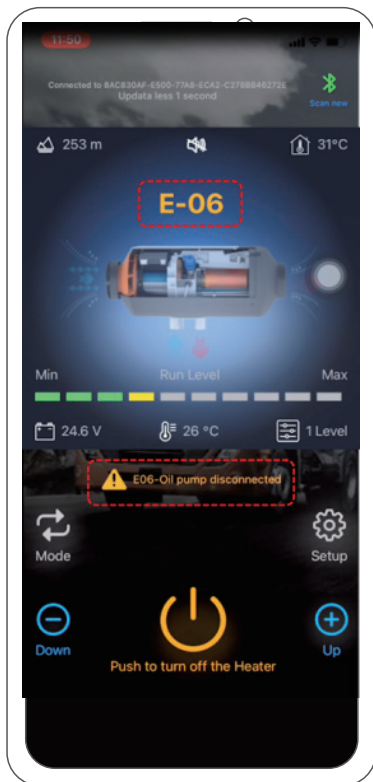 11:50
Connected to BAC830AF-E500-77A8-ECA2-C278BB46272E
Updata less 1 second
Scan new
253 m
31°C
E-06
Min Run Level Max
24.6 V 26 °C 1 Level
E06-Oil pump disconnected
Mode Setup
Down Up
Push to turn off the Heater